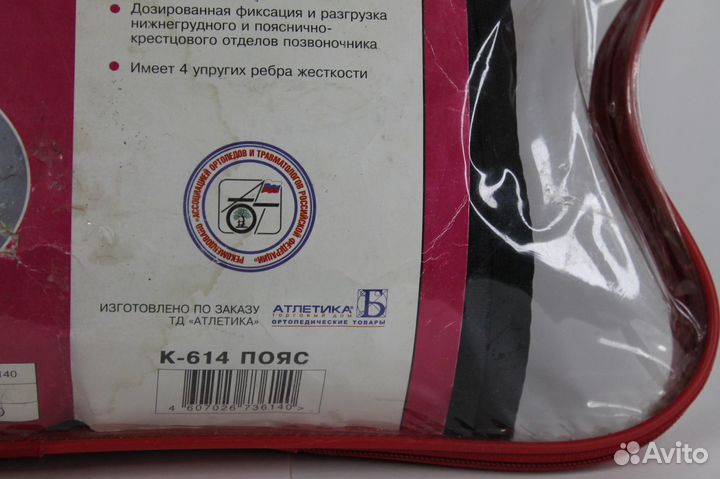 • Дозированная фиксация и разгрузка
нижнегрудного и пояснично-
крестцового отделов позвоночника
• Имеет 4 упругих ребра жесткости
РЕКОМЕНДОВАНО «АССОЦИАЦИЕЙ ОРТОПЕДОВ И ТРАВМАТОЛОГОВ РОССИЙСКОЙ ФЕДЕРАЦИИ»
АОТ
ИЗГОТОВЛЕНО ПО ЗАКАЗУ
ТД «АТЛЕТИКА»
АТЛЕТИКА Б
торговый дом
ОРТОПЕДИЧЕСКИЕ ТОВАРЫ
К-614 ПОЯС
4 607026 736140 >
140
Avito